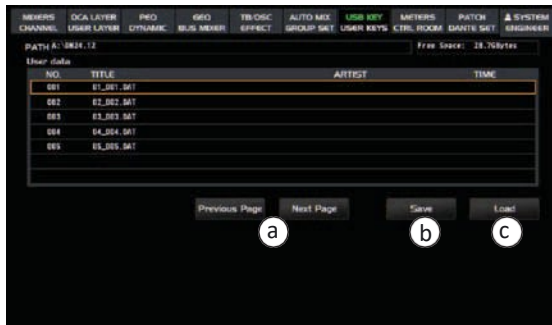 MIXERS DCA LAYER PEQ GEQ TB/OSC AUTO MIX USB KEY METERS PATCH SYSTEM
CHANNEL USER LAYER DYNAMIC BUS MIXER EFFECT GROUP SET USER KEYS CTRL ROOM DANTE SET ENGINEER
PATH A:\DM24.12 Free Space: 28.7GBytes
User data
NO. TITLE ARTIST TIME
001 01_001.DAT
002 02_002.DAT
003 03_003.DAT
004 04_004.DAT
005 05_005.DAT
Previous Page Next Page Save Load
a b c